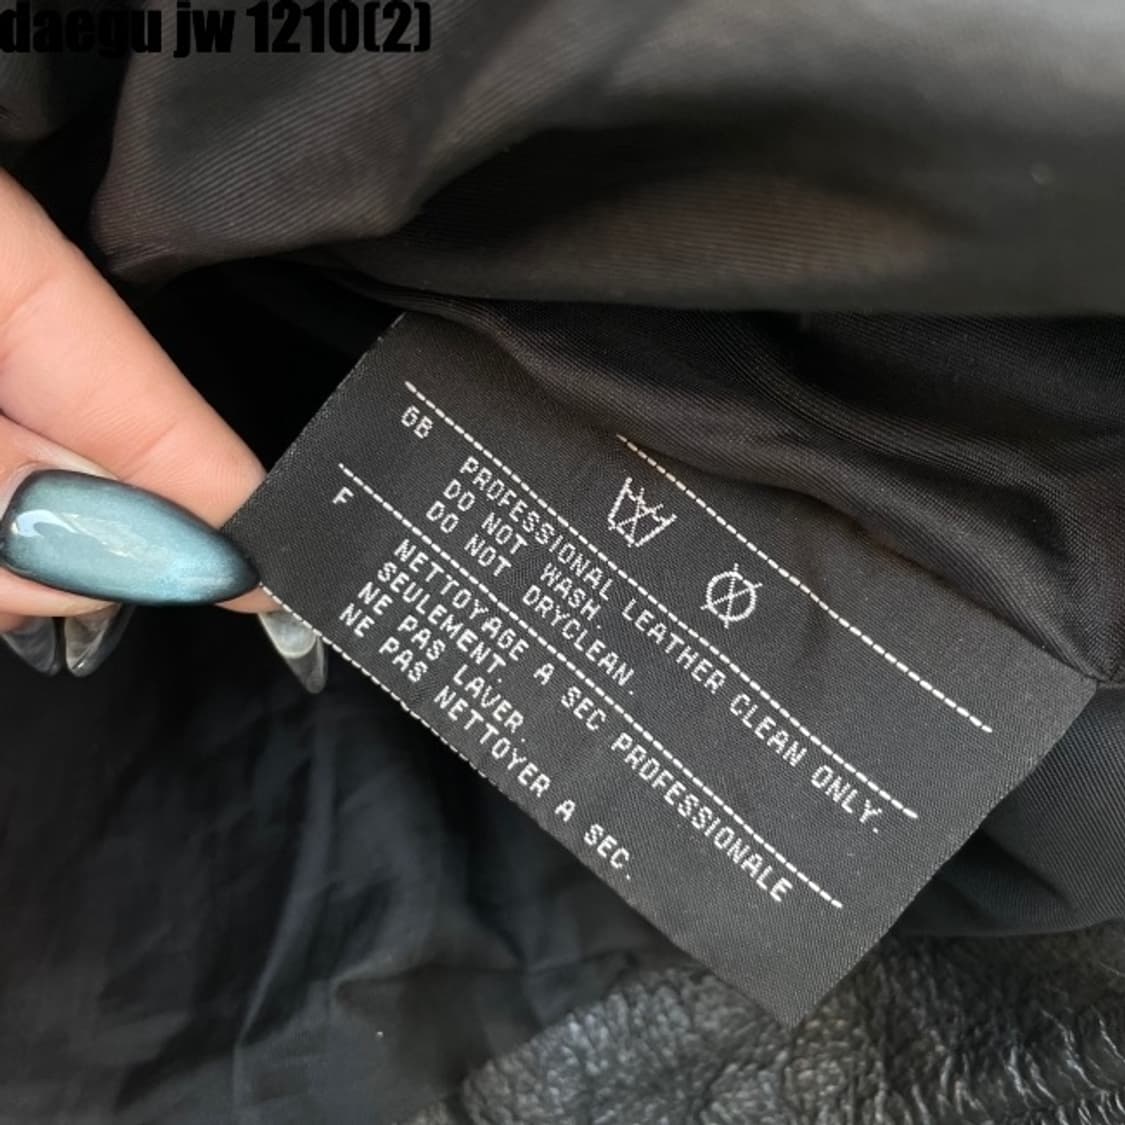 daegu jw 1210(2)
GB PROFESSIONAL LEATHER CLEAN ONLY.
DO NOT WASH.
DO NOT DRYCLEAN.
F NETTOYAGE A SEC PROFESSIONALE
SEULEMENT.
NE PAS LAVER.
NE PAS NETTOYER A SEC.